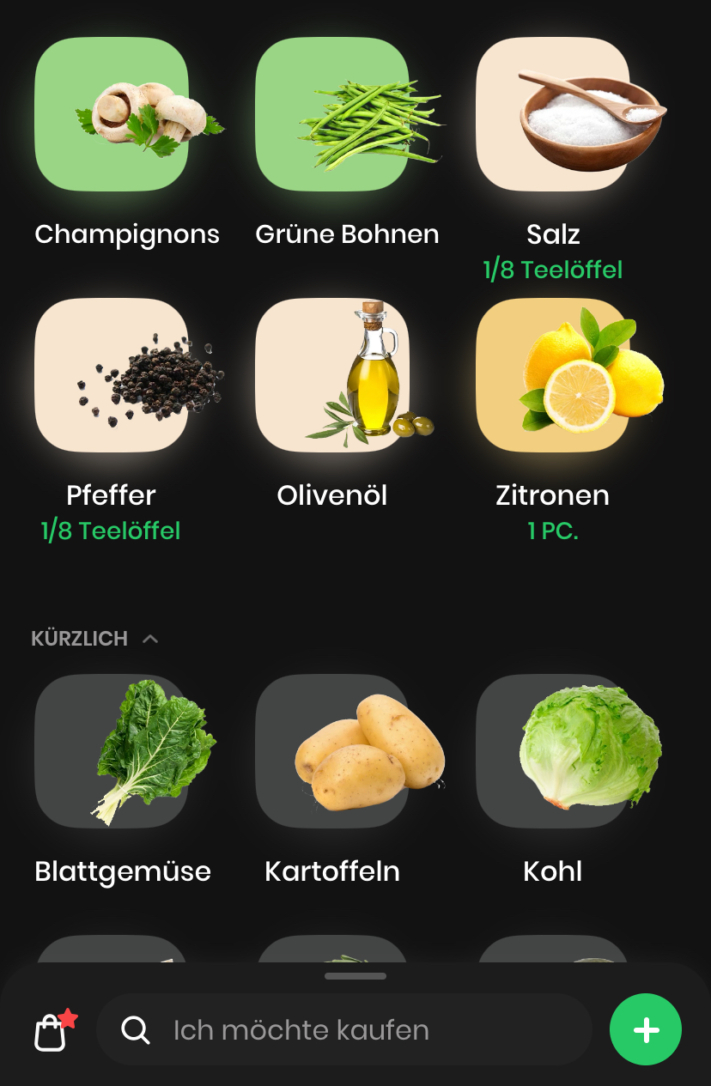 Champignons
Grüne Bohnen
Salz
1/8 Teelöffel
Pfeffer
1/8 Teelöffel
Olivenöl
Zitronen
1 PC.
KÜRZLICH
Blattgemüse
Kartoffeln
Kohl
Ich möchte kaufen